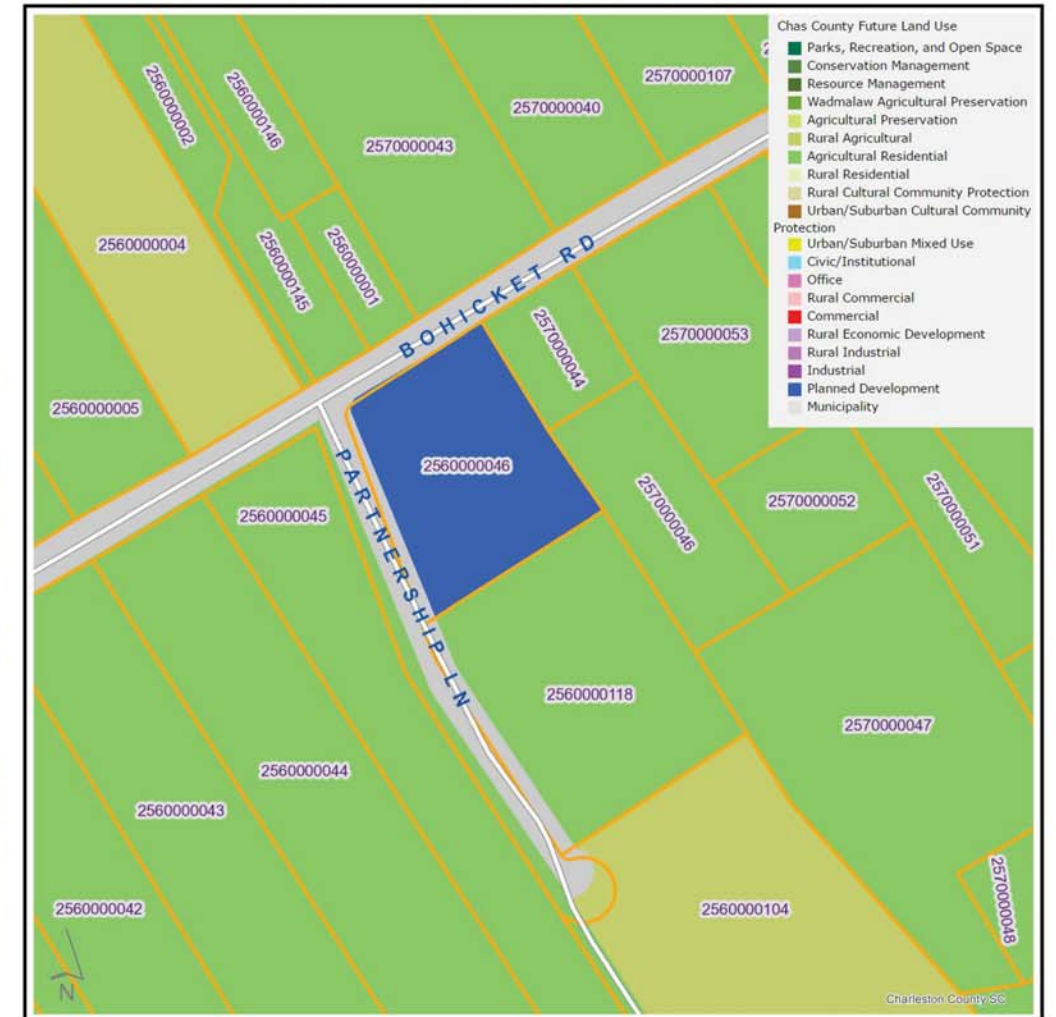 Chas County Future Land Use
Parks, Recreation, and Open Space
Conservation Management
Resource Management
Wadmalaw Agricultural Preservation
Agricultural Preservation
Rural Agricultural
Agricultural Residential
Rural Residential
Rural Cultural Community Protection
Urban/Suburban Cultural Community
Protection
Urban/Suburban Mixed Use
Civic/Institutional
Office
Rural Commercial
Commercial
Rural Economic Development
Rural Industrial
Industrial
Planned Development
Municipality
2560000002
2560000146
2570000043
2570000040
2570000107
2560000004
2560000145
2560000001
BOHICKET RD
2570000044
2570000053
2560000005
2560000046
2560000045
PARTNERSHIP LN
2570000046
2570000052
2570000051
2560000118
2570000047
2560000044
2560000043
2560000042
2560000104
2570000048
N
Charleston County SC